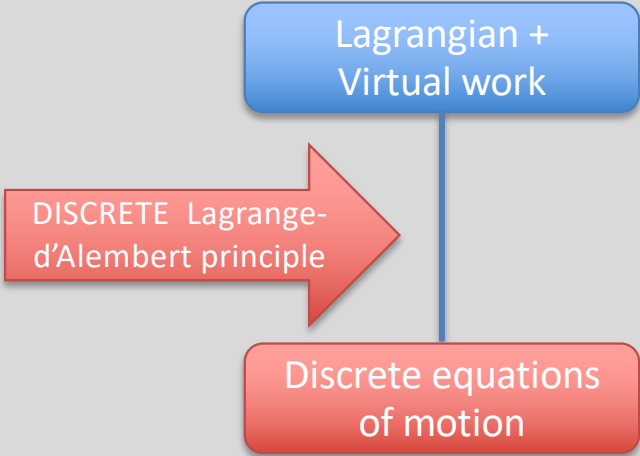 Lagrangian +
Virtual work
DISCRETE Lagrange-
d’Alembert principle
Discrete equations
of motion